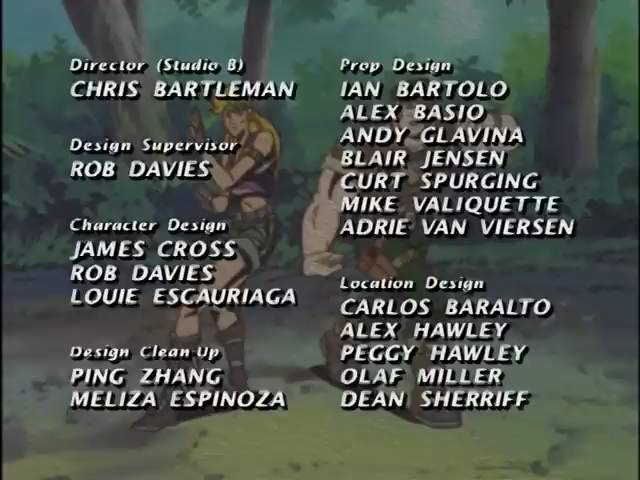 Director (Studio B)
CHRIS BARTLEMAN
Design Supervisor
ROB DAVIES
Character Design
JAMES CROSS
ROB DAVIES
LOUIE ESCAURIAGA
Design Clean-Up
PING ZHANG
MELIZA ESPINOZA
Prop Design
IAN BARTOLO
ALEX BASIO
ANDY GLAVINA
BLAIR JENSEN
CURT SPURGING
MIKE VALIQUETTE
ADRIE VAN VIERSEN
Location Design
CARLOS BARALTO
ALEX HAWLEY
PEGGY HAWLEY
OLAF MILLER
DEAN SHERRIFF